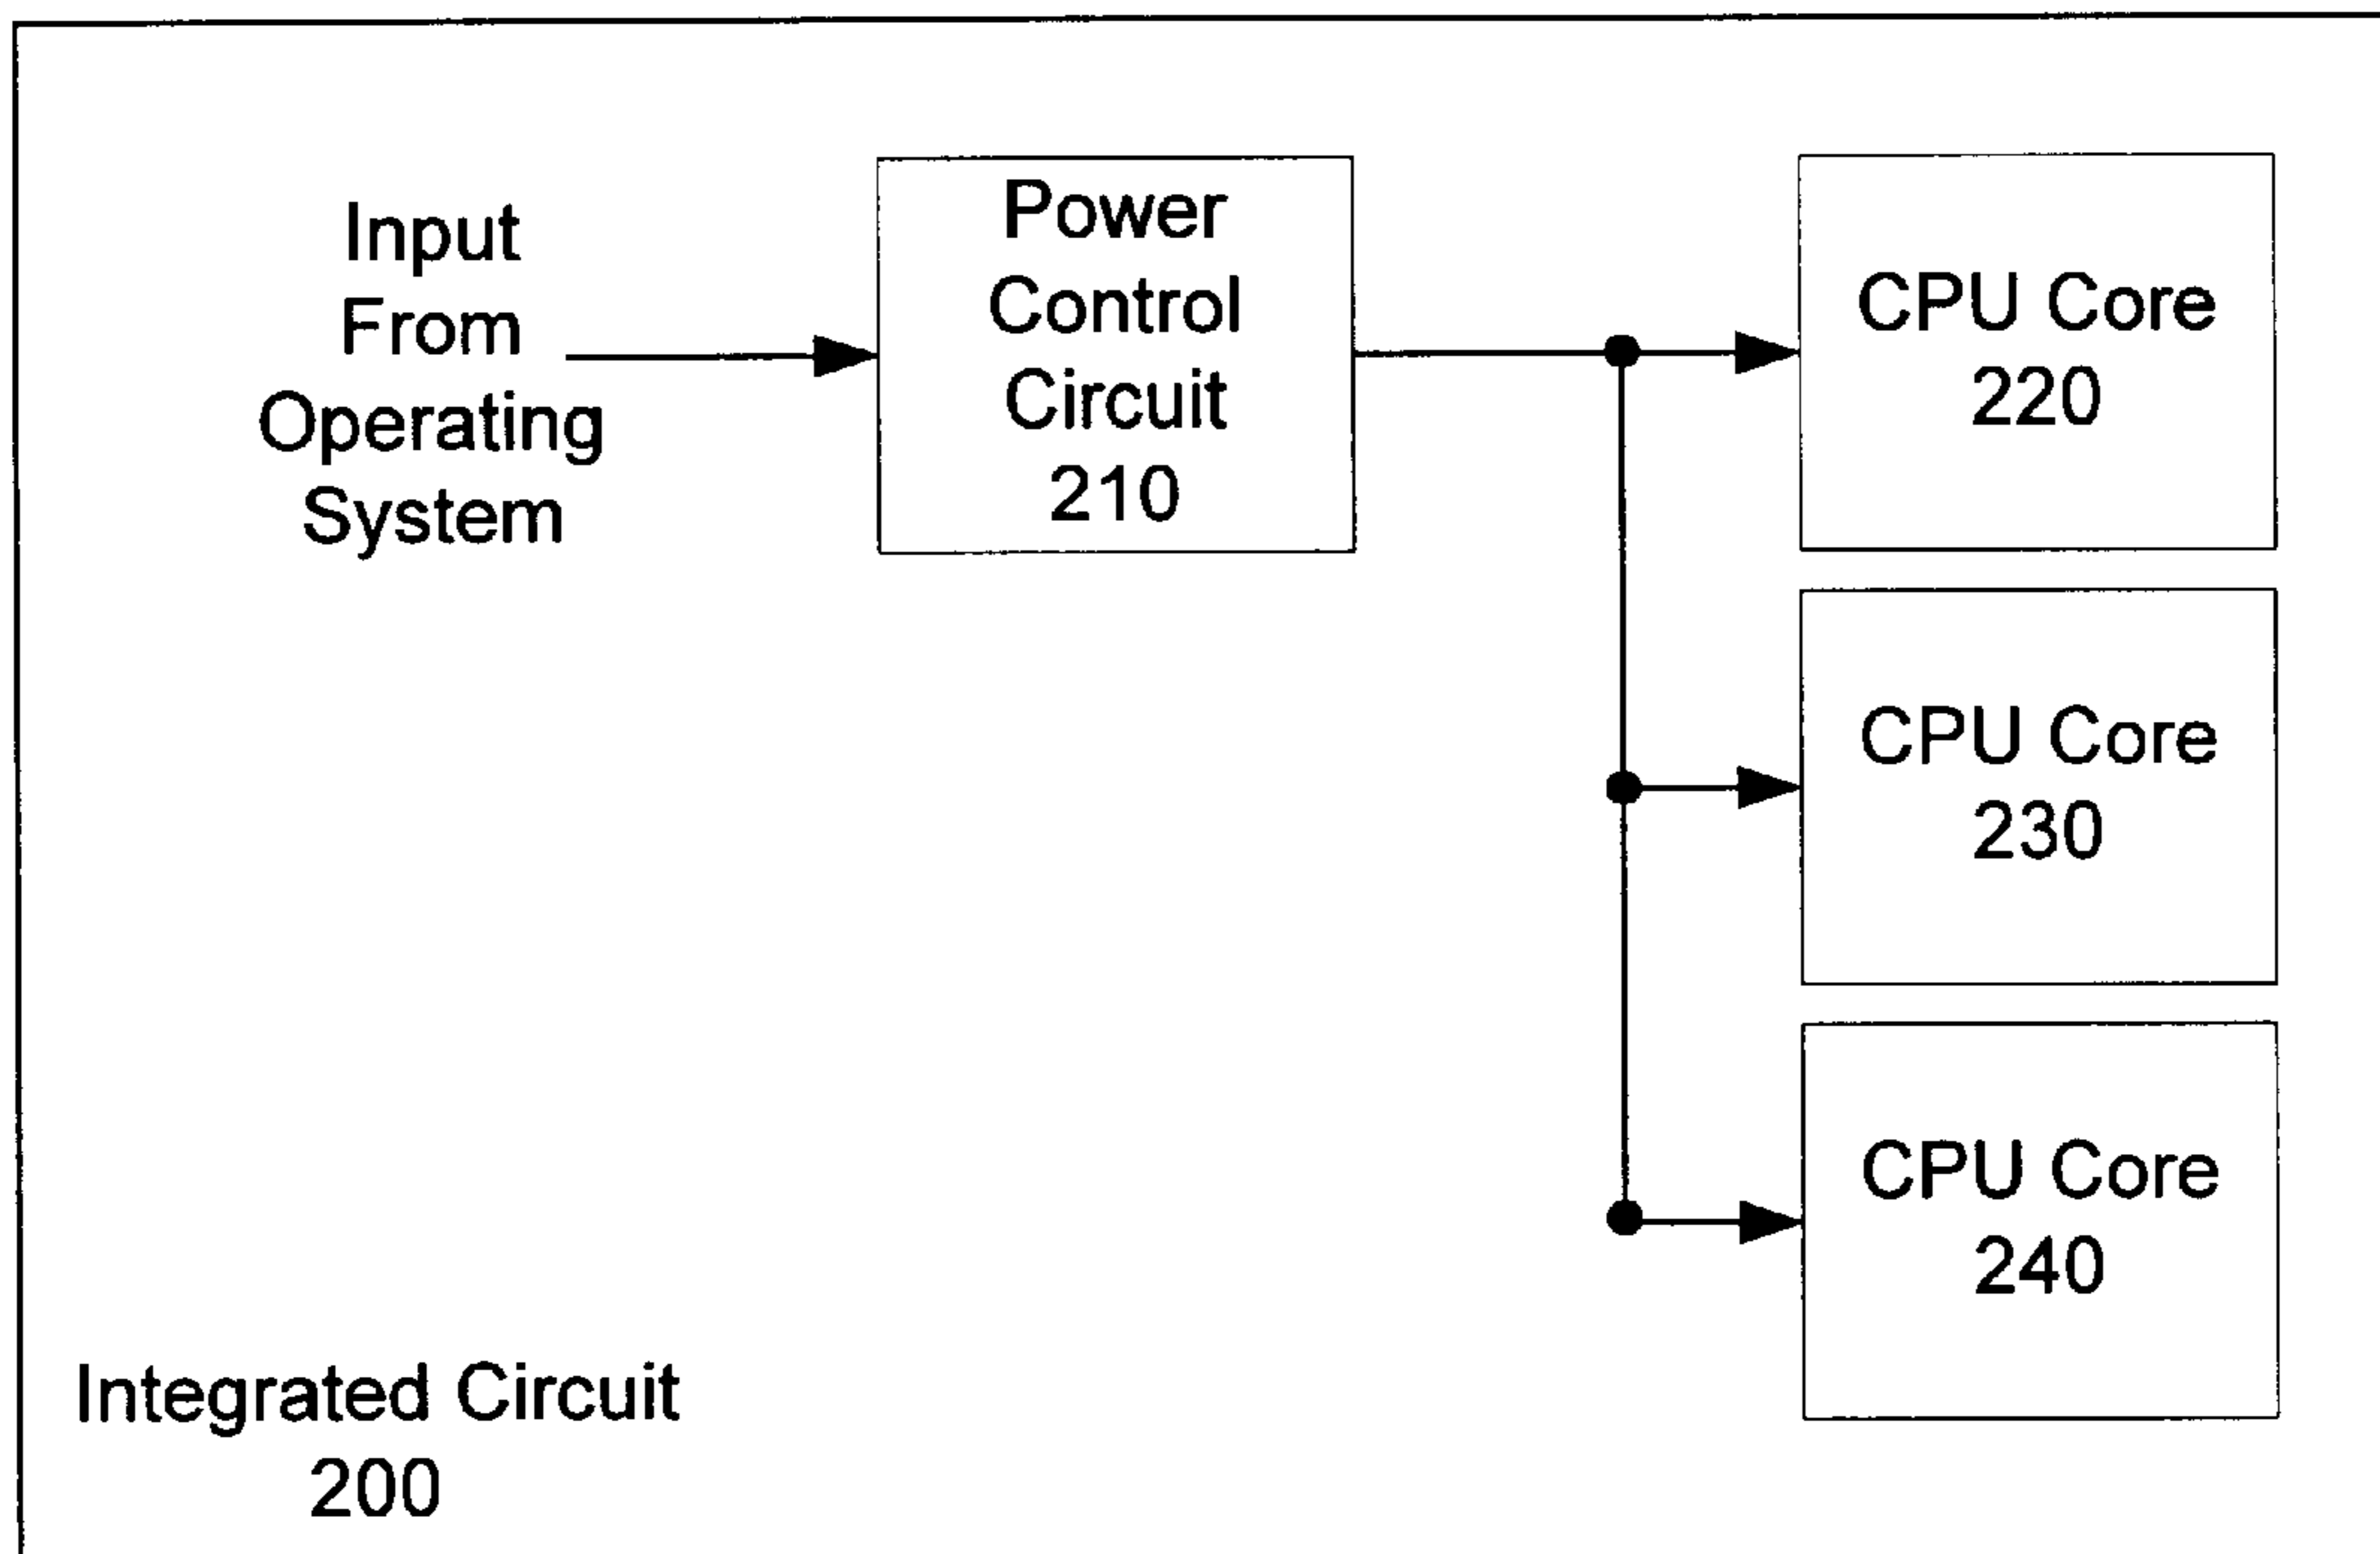 Input
From
Operating
System
Power
Control
Circuit
210
CPU Core
220
CPU Core
230
CPU Core
240
Integrated Circuit
200